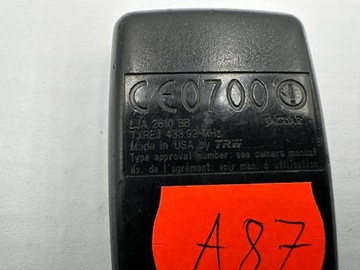 CE0700
LJA 2610 BB JAGUAR
TXREJ 433.92 MHz
Made in USA by TRW
Type approval number: see owners manual
No. de l'agrément: voir man. d'utilisation
A87